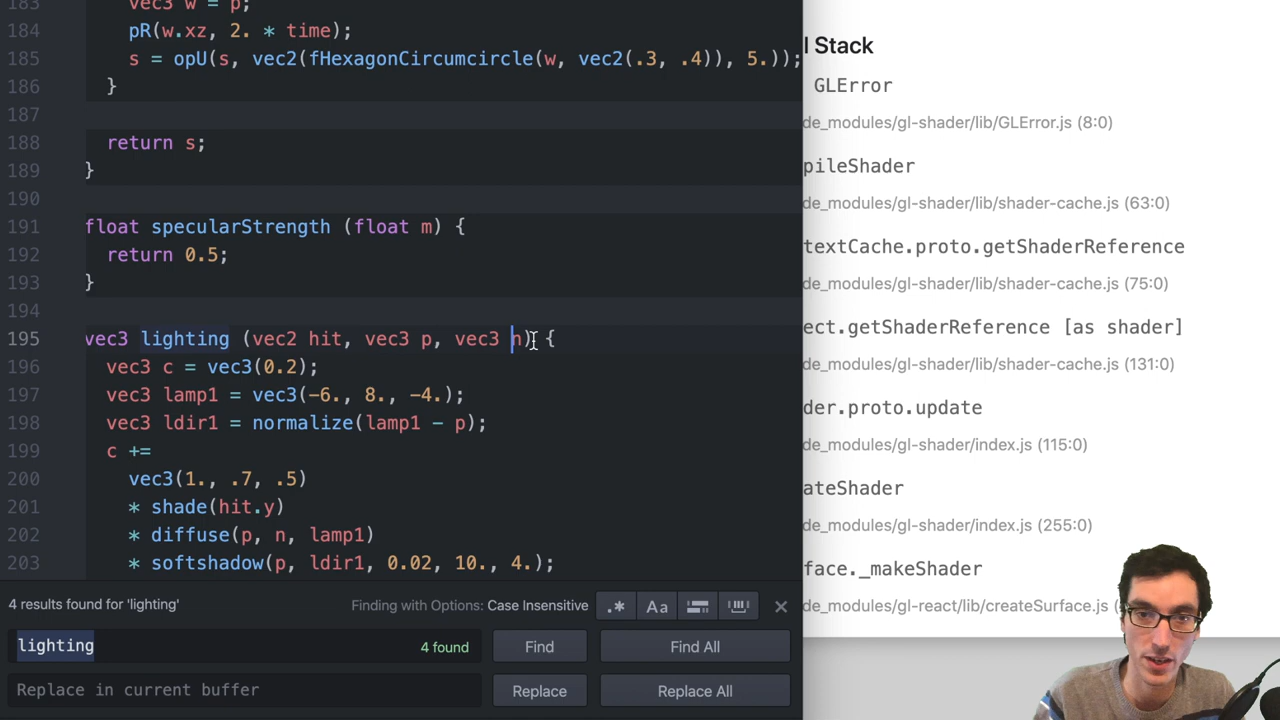 183 vec3 w = p;
184 pR(w.xz, 2. * time);
185 s = opU(s, vec2(fHexagonCircumcircle(w, vec2(.3, .4)), 5.));
186 }
187
188 return s;
189 }
190
191 float specularStrength (float m) {
192 return 0.5;
193 }
194
195 vec3 lighting (vec2 hit, vec3 p, vec3 n) {
196 vec3 c = vec3(0.2);
197 vec3 lamp1 = vec3(-6., 8., -4.);
198 vec3 ldir1 = normalize(lamp1 - p);
199 c +=
200 vec3(1., .7, .5)
201 * shade(hit.y)
202 * diffuse(p, n, lamp1)
203 * softshadow(p, ldir1, 0.02, 10., 4.);
4 results found for 'lighting'
Finding with Options: Case Insensitive
.* Aa
lighting
4 found
Find
Find All
Replace in current buffer
Replace
Replace All
l Stack
GLError
de_modules/gl-shader/lib/GLError.js (8:0)
pileShader
de_modules/gl-shader/lib/shader-cache.js (63:0)
textCache.proto.getShaderReference
de_modules/gl-shader/lib/shader-cache.js (75:0)
ect.getShaderReference [as shader]
de_modules/gl-shader/lib/shader-cache.js (131:0)
der.proto.update
de_modules/gl-shader/index.js (115:0)
ateShader
de_modules/gl-shader/index.js (255:0)
face._makeShader
de_modules/gl-react/lib/createSurface.js